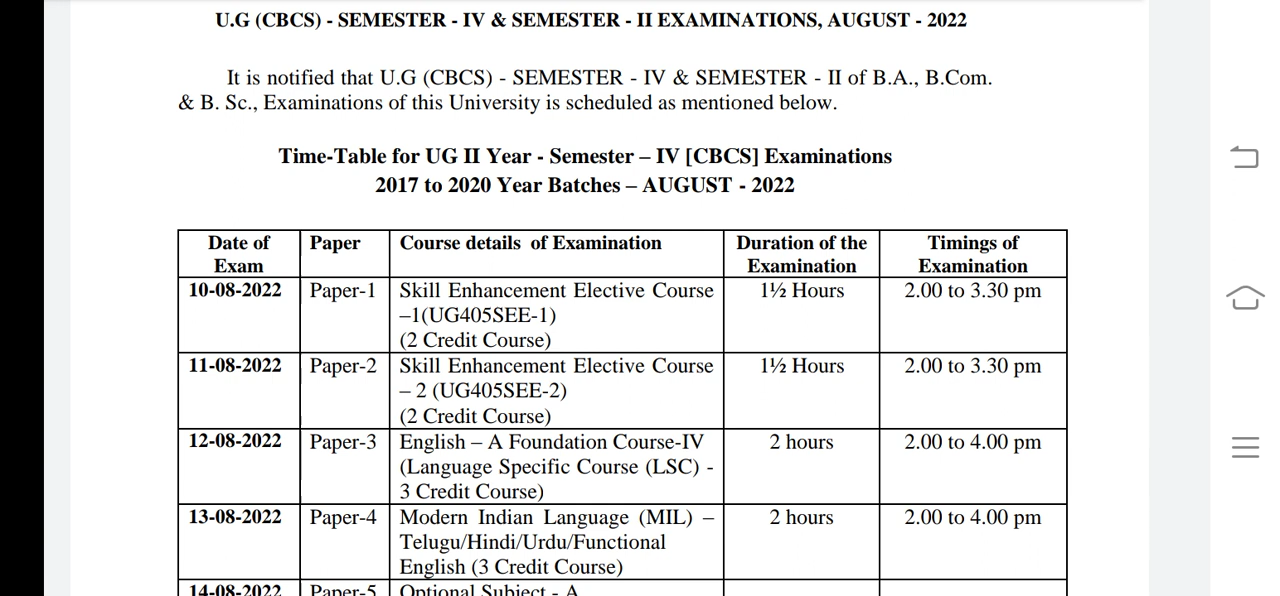 U.G (CBCS) - SEMESTER - IV & SEMESTER - II EXAMINATIONS, AUGUST - 2022
It is notified that U.G (CBCS) - SEMESTER - IV & SEMESTER - II of B.A., B.Com.
& B. Sc., Examinations of this University is scheduled as mentioned below.
Time-Table for UG II Year - Semester – IV [CBCS] Examinations
2017 to 2020 Year Batches – AUGUST - 2022
Date of Exam Paper Course details of Examination Duration of the Examination Timings of Examination
10-08-2022 Paper-1 Skill Enhancement Elective Course 1½ Hours 2.00 to 3.30 pm
–1(UG405SEE-1)
(2 Credit Course)
11-08-2022 Paper-2 Skill Enhancement Elective Course 1½ Hours 2.00 to 3.30 pm
– 2 (UG405SEE-2)
(2 Credit Course)
12-08-2022 Paper-3 English – A Foundation Course-IV 2 hours 2.00 to 4.00 pm
(Language Specific Course (LSC) -
3 Credit Course)
13-08-2022 Paper-4 Modern Indian Language (MIL) – 2 hours 2.00 to 4.00 pm
Telugu/Hindi/Urdu/Functional
English (3 Credit Course)
14-08-2022 Paper-5 Optional Subject - A